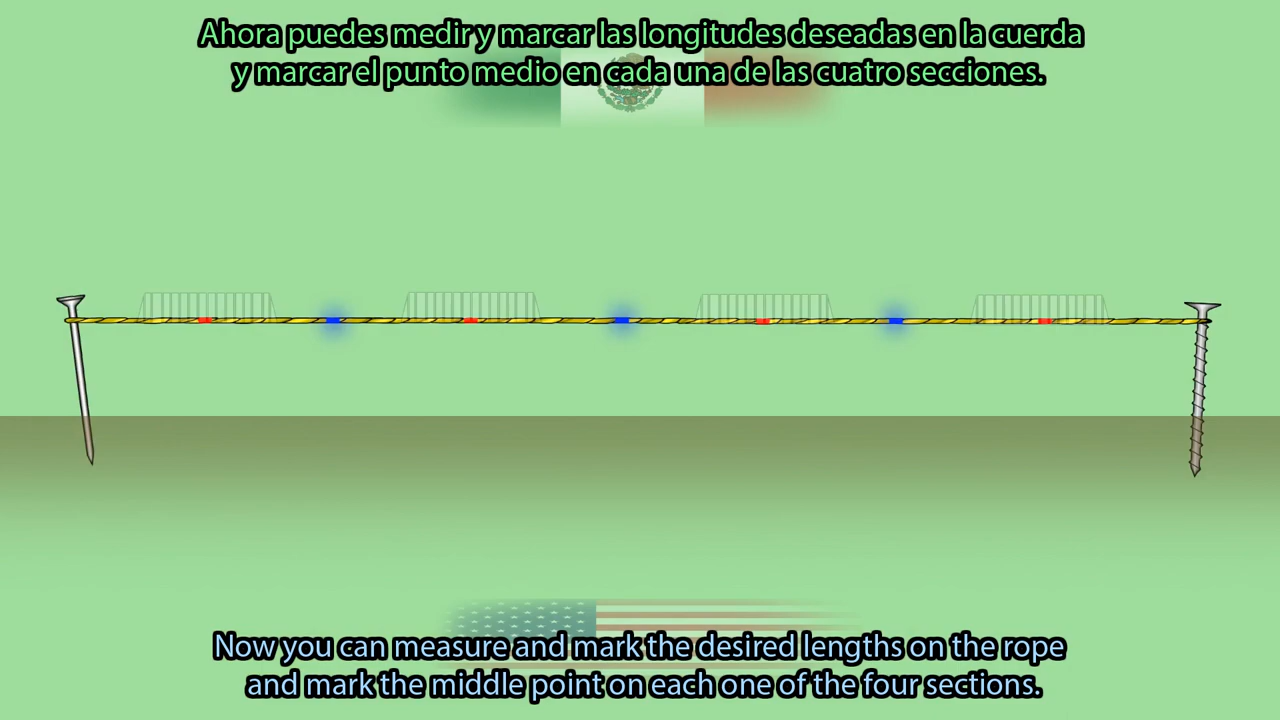 Ahora puedes medir y marcar las longitudes deseadas en la cuerda
y marcar el punto medio en cada una de las cuatro secciones.
Now you can measure and mark the desired lengths on the rope
and mark the middle point on each one of the four sections.